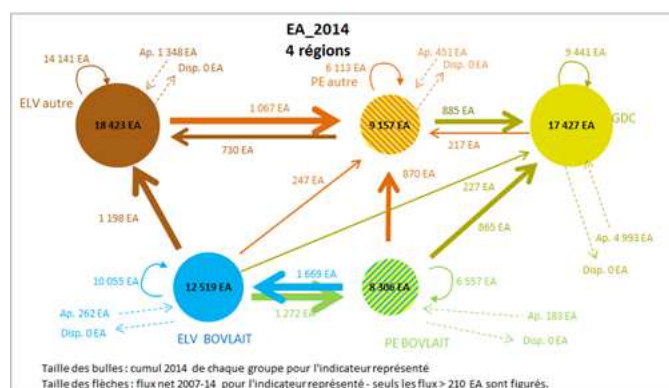 EA_2014
4 régions
14 141 EA
Ap. 1 348 EA
Disp. 0 EA
ELV autre
18 423 EA
1 067 EA
730 EA
Ap. 451 EA
Disp. 0 EA
6 113 EA
PE autre
9 157 EA
885 EA
217 EA
9 441 EA
GDC
17 427 EA
1 198 EA
247 EA
870 EA
227 EA
865 EA
Ap. 4 993 EA
Disp. 0 EA
10 055 EA
12 519 EA
1 669 EA
1 272 EA
8 306 EA
6 557 EA
Ap. 262 EA
Disp. 0 EA
ELV BOVLAIT
PE BOVLAIT
Ap. 183 EA
Disp. 0 EA
Taille des bulles : cumul 2014 de chaque groupe pour l'indicateur représenté
Taille des flèches : flux net 2007-14 pour l'indicateur représenté - seuls les flux > 210 EA sont figurés.